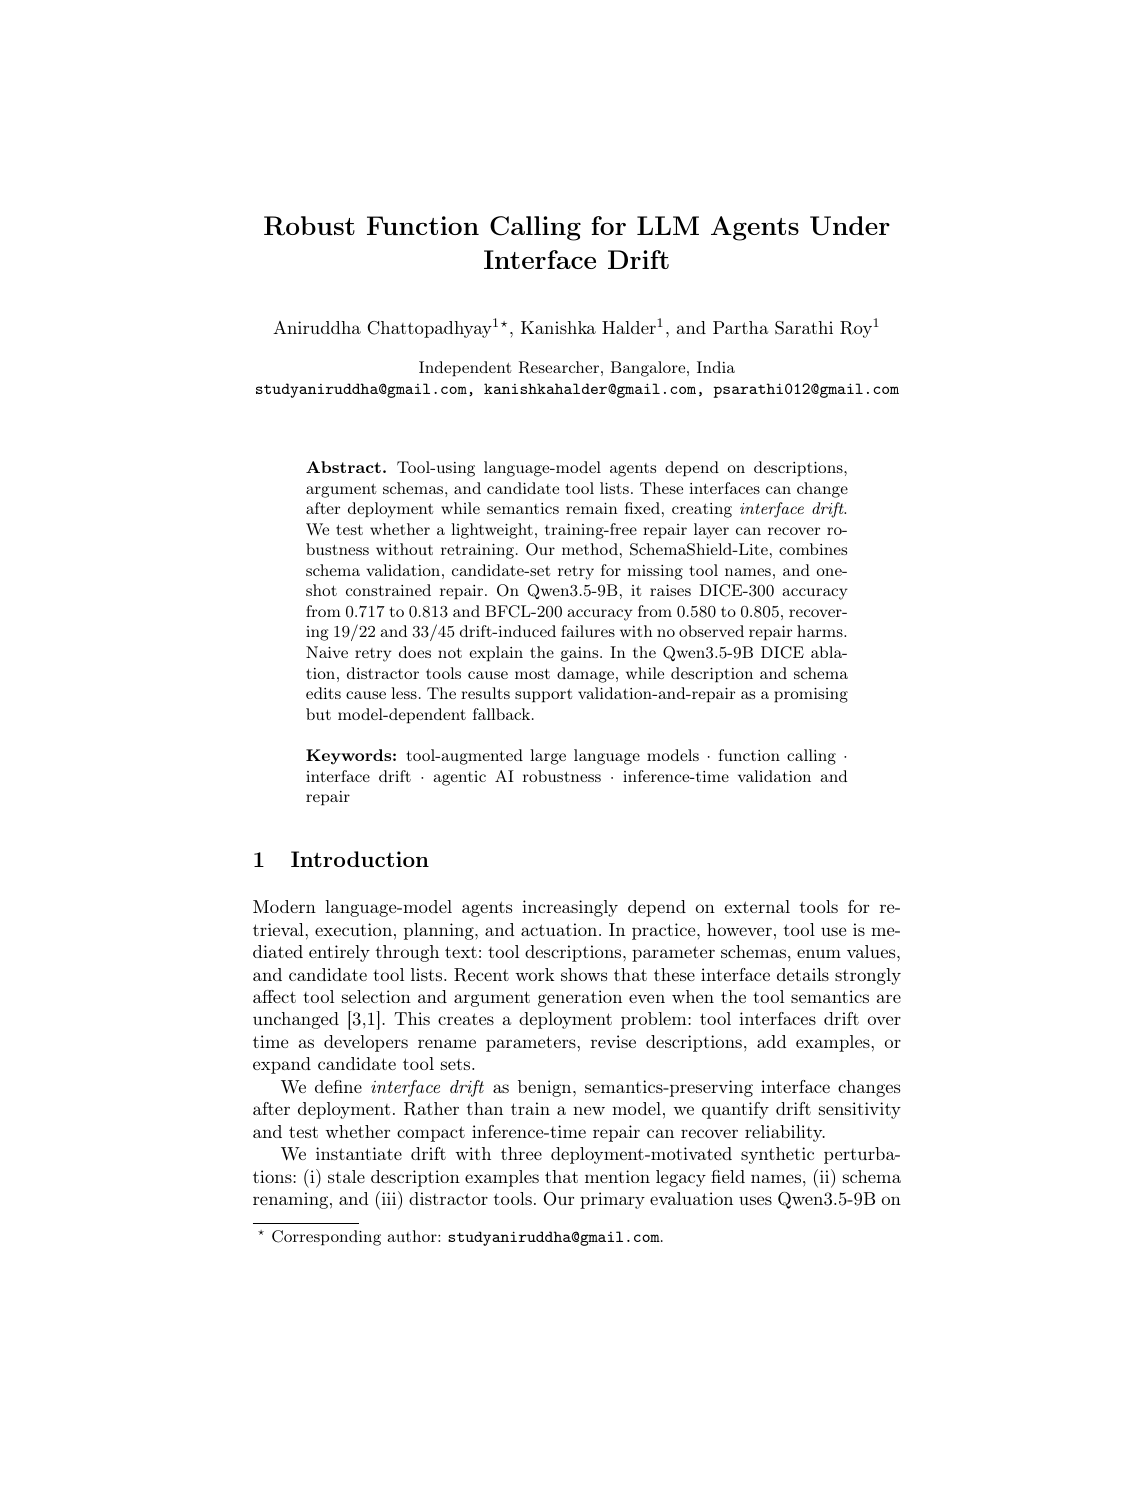 Robust Function Calling for LLM Agents Under
Interface Drift
Aniruddha Chattopadhyay1⋆, Kanishka Halder1, and Partha Sarathi Roy1
Independent Researcher, Bangalore, India
studyaniruddha@gmail.com, kanishkahalder@gmail.com, psarathi012@gmail.com
Abstract. Tool-using language-model agents depend on descriptions,
argument schemas, and candidate tool lists. These interfaces can change
after deployment while semantics remain fixed, creating interface drift.
We test whether a lightweight, training-free repair layer can recover ro-
bustness without retraining. Our method, SchemaShield-Lite, combines
schema validation, candidate-set retry for missing tool names, and one-
shot constrained repair. On Qwen3.5-9B, it raises DICE-300 accuracy
from 0.717 to 0.813 and BFCL-200 accuracy from 0.580 to 0.805, recover-
ing 19/22 and 33/45 drift-induced failures with no observed repair harms.
Naive retry does not explain the gains. In the Qwen3.5-9B DICE abla-
tion, distractor tools cause most damage, while description and schema
edits cause less. The results support validation-and-repair as a promising
but model-dependent fallback.
Keywords: tool-augmented large language models · function calling ·
interface drift · agentic AI robustness · inference-time validation and
repair
1 Introduction
Modern language-model agents increasingly depend on external tools for re-
trieval, execution, planning, and actuation. In practice, however, tool use is me-
diated entirely through text: tool descriptions, parameter schemas, enum values,
and candidate tool lists. Recent work shows that these interface details strongly
affect tool selection and argument generation even when the tool semantics are
unchanged [3,1]. This creates a deployment problem: tool interfaces drift over
time as developers rename parameters, revise descriptions, add examples, or
expand candidate tool sets.
We define interface drift as benign, semantics-preserving interface changes
after deployment. Rather than train a new model, we quantify drift sensitivity
and test whether compact inference-time repair can recover reliability.
We instantiate drift with three deployment-motivated synthetic perturba-
tions: (i) stale description examples that mention legacy field names, (ii) schema
renaming, and (iii) distractor tools. Our primary evaluation uses Qwen3.5-9B on
⋆ Corresponding author: studyaniruddha@gmail.com.